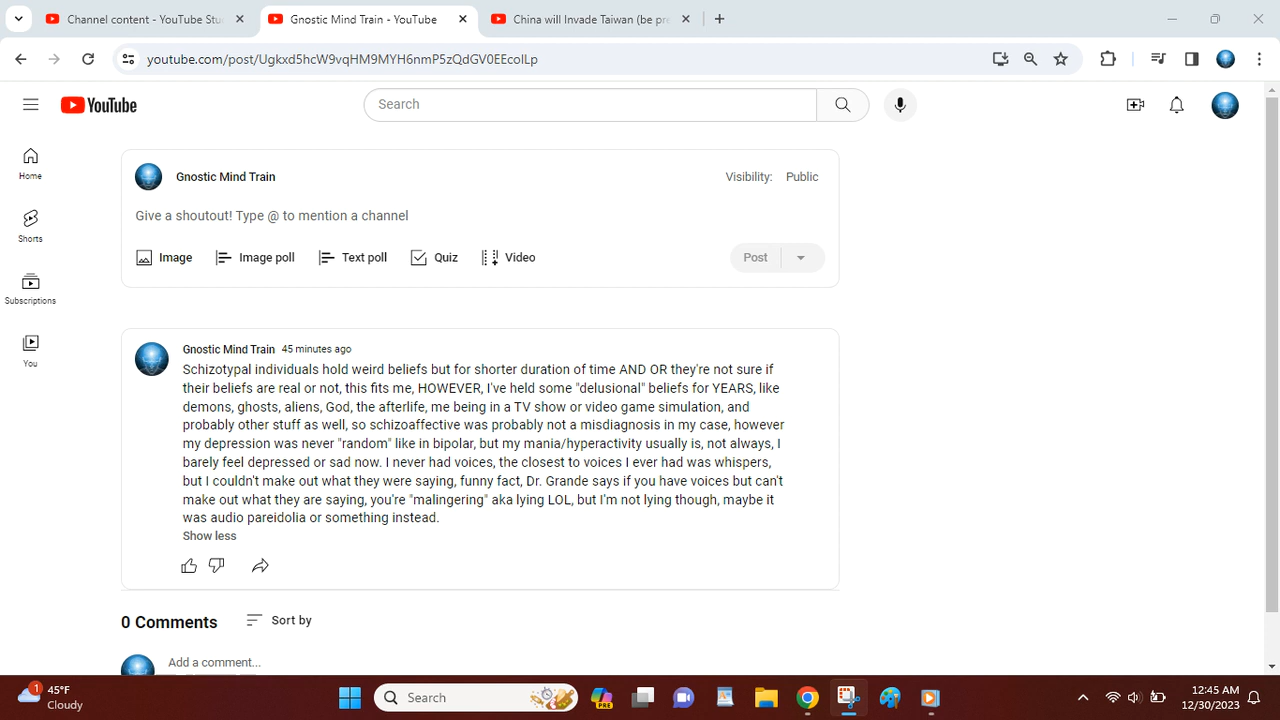 Channel content - YouTube Stu
Gnostic Mind Train - YouTube
China will Invade Taiwan (be pre
youtube.com/post/Ugkxd5hcW9vqHM9MYH6nmP5zQdGV0EEcoILp
YouTube
Search
Home
Shorts
Subscriptions
You
Gnostic Mind Train
Visibility: Public
Give a shoutout! Type @ to mention a channel
Image Image poll Text poll Quiz Video Post
Gnostic Mind Train 45 minutes ago
Schizotypal individuals hold weird beliefs but for shorter duration of time AND OR they're not sure if
their beliefs are real or not, this fits me, HOWEVER, I've held some "delusional" beliefs for YEARS, like
demons, ghosts, aliens, God, the afterlife, me being in a TV show or video game simulation, and
probably other stuff as well, so schizoaffective was probably not a misdiagnosis in my case, however
my depression was never "random" like in bipolar, but my mania/hyperactivity usually is, not always, I
barely feel depressed or sad now. I never had voices, the closest to voices I ever had was whispers,
but I couldn't make out what they were saying, funny fact, Dr. Grande says if you have voices but can't
make out what they are saying, you're "malingering" aka lying LOL, but I'm not lying though, maybe it
was audio pareidolia or something instead.
Show less
0 Comments Sort by
Add a comment...
1
45°F
Cloudy
Search
PRE
12:45 AM
12/30/2023